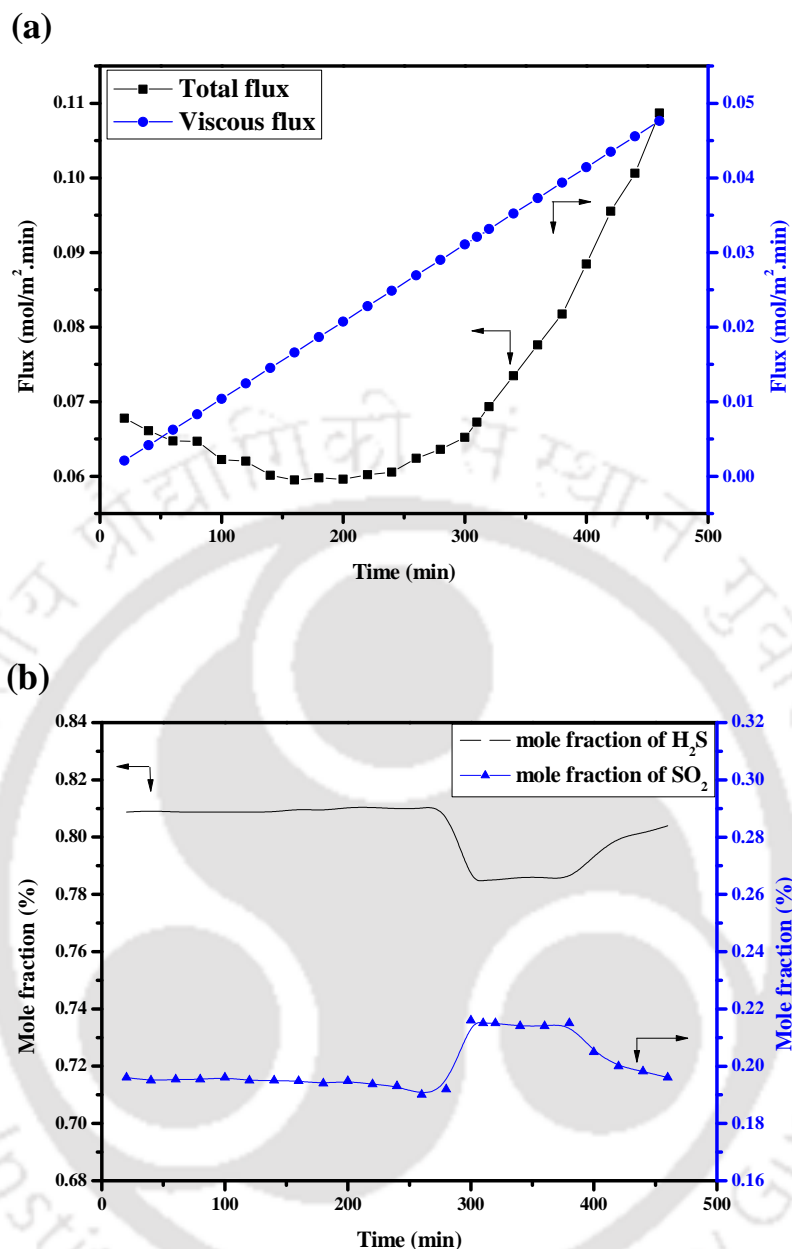 (a)
Total flux
Viscous flux
0.11
0.10
0.09
0.08
0.07
0.06
0.05
0.04
0.03
0.02
0.01
0.00
Flux (mol/m².min)
Flux (mol/m².min)
0 100 200 300 400 500
Time (min)
(b)
mole fraction of H₂S
mole fraction of SO₂
0.84
0.82
0.80
0.78
0.76
0.74
0.72
0.70
0.68
0.32
0.30
0.28
0.26
0.24
0.22
0.20
0.18
0.16
Mole fraction (%)
Mole fraction (%)
0 100 200 300 400 500
Time (min)